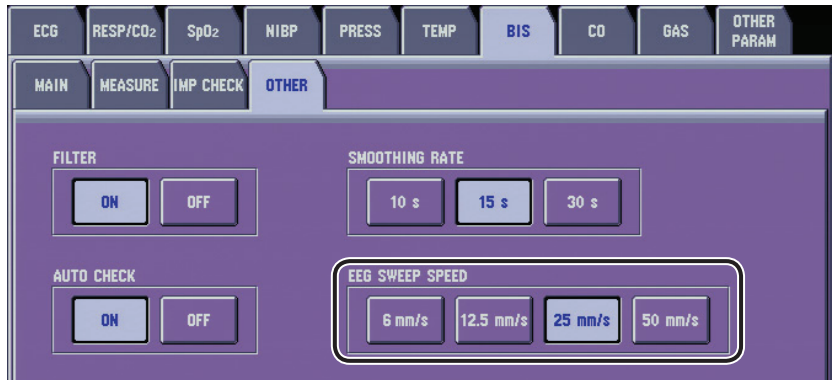 ECG RESP/CO2 SpO2 NIBP PRESS TEMP BIS CO GAS OTHER PARAM
MAIN MEASURE IMP CHECK OTHER
FILTER
ON OFF
SMOOTHING RATE
10 s 15 s 30 s
AUTO CHECK
ON OFF
EEG SWEEP SPEED
6 mm/s 12.5 mm/s 25 mm/s 50 mm/s